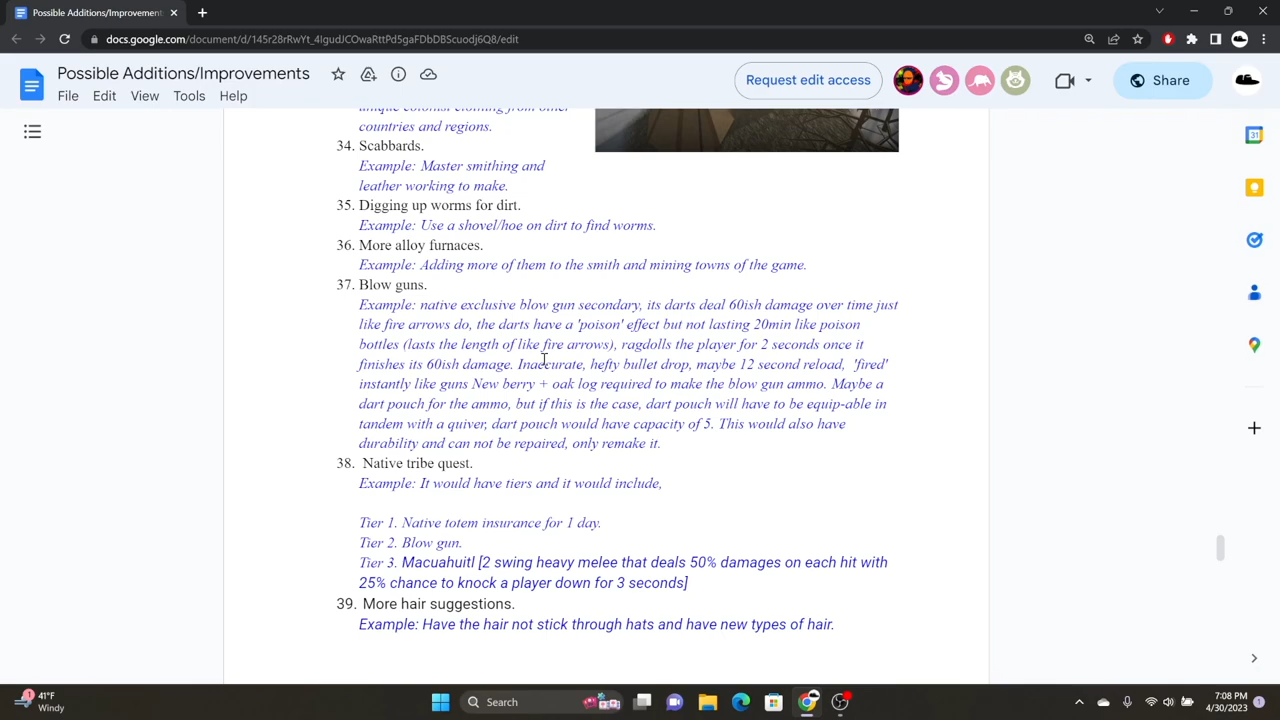 Possible Additions/Improvements
docs.google.com/document/d/145r28rRwYt_4IgudJCOwaRttPd5gaFDbDBScuodj6Q8/edit
Possible Additions/Improvements
Request edit access
Share
File Edit View Tools Help
unique colonist clothing from other
countries and regions.
34. Scabbards.
Example: Master smithing and
leather working to make.
35. Digging up worms for dirt.
Example: Use a shovel/hoe on dirt to find worms.
36. More alloy furnaces.
Example: Adding more of them to the smith and mining towns of the game.
37. Blow guns.
Example: native exclusive blow gun secondary, its darts deal 60ish damage over time just
like fire arrows do, the darts have a 'poison' effect but not lasting 20min like poison
bottles (lasts the length of like fire arrows), ragdolls the player for 2 seconds once it
finishes its 60ish damage. Inaccurate, hefty bullet drop, maybe 12 second reload, 'fired'
instantly like guns New berry + oak log required to make the blow gun ammo. Maybe a
dart pouch for the ammo, but if this is the case, dart pouch will have to be equip-able in
tandem with a quiver, dart pouch would have capacity of 5. This would also have
durability and can not be repaired, only remake it.
38. Native tribe quest.
Example: It would have tiers and it would include,
Tier 1. Native totem insurance for 1 day.
Tier 2. Blow gun.
Tier 3. Macuahuitl [2 swing heavy melee that deals 50% damages on each hit with
25% chance to knock a player down for 3 seconds]
39. More hair suggestions.
Example: Have the hair not stick through hats and have new types of hair.
31
1
41°F
Windy
Search
7:08 PM
4/30/2023
1